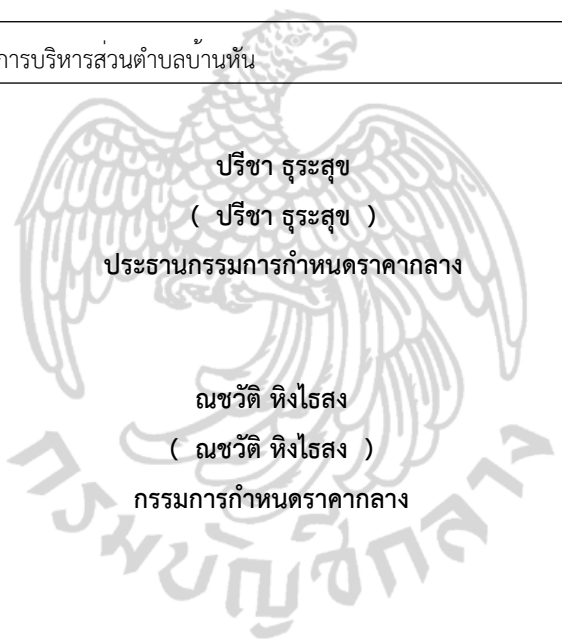 การบริหารส่วนตำบลบ้านหัน
ปรีชา ธุระสุข
( ปรีชา ธุระสุข )
ประธานกรรมการกำหนดราคากลาง
ณชวัติ หิงไธสง
( ณชวัติ หิงไธสง )
กรรมการกำหนดราคากลาง
กรมบัญชีกลาง